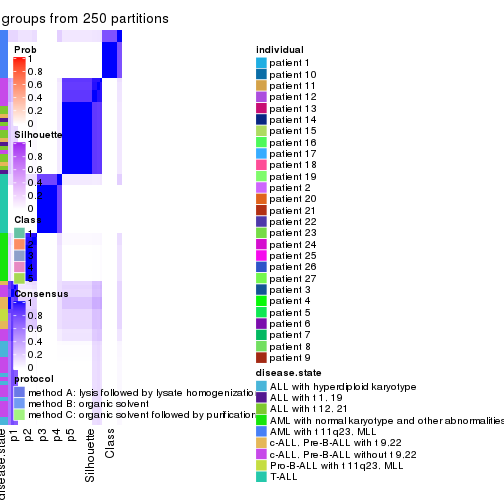 groups from 250 partitions
Prob
1
0.8
0.6
0.4
0.2
0
Silhouette
1
0.8
0.6
0.4
0.2
0
Class
1
2
3
4
5
Consensus
1
0.8
0.6
0.4
0.2
0
protocol
method A: lysis followed by lysate homogenizatio
method B: organic solvent
method C: organic solvent followed by purification
disease.state
p1
p2
p3
p4
p5
Silhouette
Class
individual
patient 1
patient 10
patient 11
patient 12
patient 13
patient 14
patient 15
patient 16
patient 17
patient 18
patient 19
patient 2
patient 20
patient 21
patient 22
patient 23
patient 24
patient 25
patient 26
patient 27
patient 3
patient 4
patient 5
patient 6
patient 7
patient 8
patient 9
disease.state
ALL with hyperdiploid karyotype
ALL with t 1. 19
ALL with t 12. 21
AML with normal karyotype and other abnormalities
AML with t 11q23. MLL
c-ALL. Pre-B-ALL with t 9.22
c-ALL. Pre-B-ALL without t 9.22
Pro-B-ALL with t 11q23. MLL
T-ALL